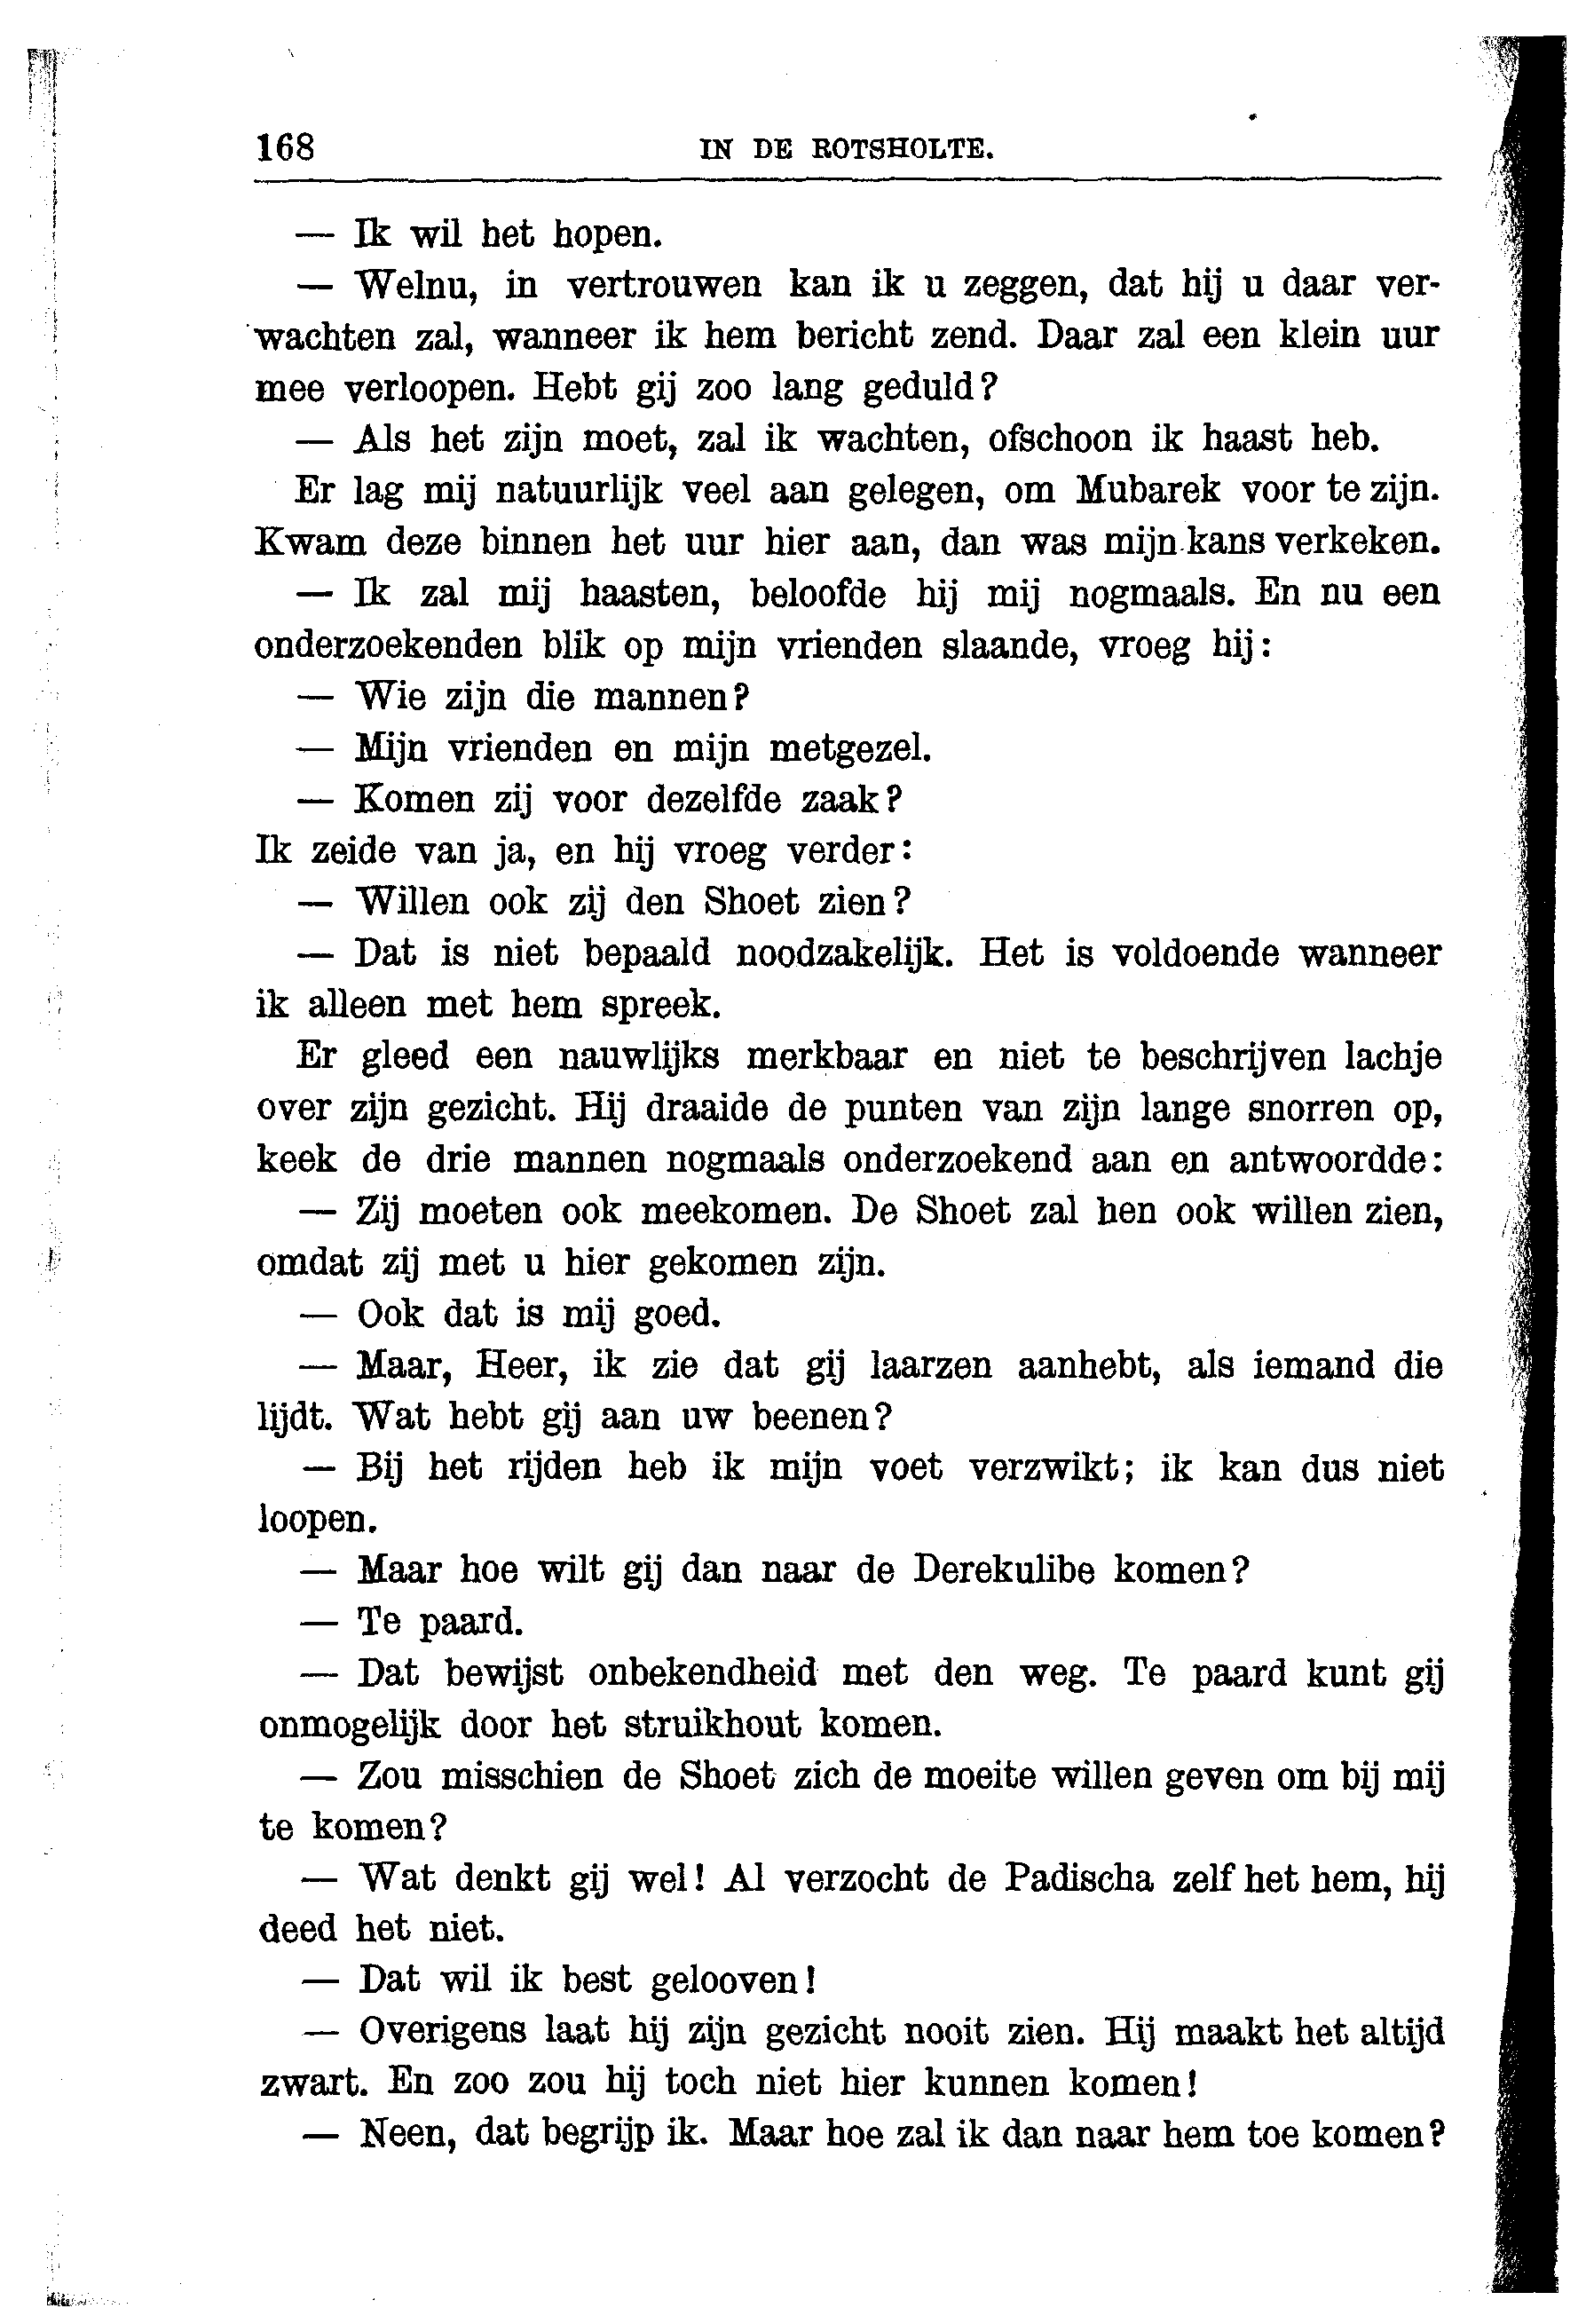 168 IN DE ROTSHOLTE.
— Ik wil het hopen.
— Welnu, in vertrouwen kan ik u zeggen, dat hij u daar ver-
wachten zal, wanneer ik hem bericht zend. Daar zal een klein uur
mee verloopen. Hebt gij zoo lang geduld?
— Als het zijn moet, zal ik wachten, ofschoon ik haast heb.
Er lag mij natuurlijk veel aan gelegen, om Mubarek voor te zijn.
Kwam deze binnen het uur hier aan, dan was mijn kans verkeken.
— Ik zal mij haasten, beloofde hij mij nogmaals. En nu een
onderzoekenden blik op mijn vrienden slaande, vroeg hij:
— Wie zijn die mannen?
— Mijn vrienden en mijn metgezel.
— Komen zij voor dezelfde zaak?
Ik zeide van ja, en hij vroeg verder:
— Willen ook zij den Shoet zien?
— Dat is niet bepaald noodzakelijk. Het is voldoende wanneer
ik alleen met hem spreek.
Er gleed een nauwlijks merkbaar en niet te beschrijven lachje
over zijn gezicht. Hij draaide de punten van zijn lange snorren op,
keek de drie mannen nogmaals onderzoekend aan en antwoordde:
— Zij moeten ook meekomen. De Shoet zal hen ook willen zien,
omdat zij met u hier gekomen zijn.
— Ook dat is mij goed.
— Maar, Heer, ik zie dat gij laarzen aanhebt, als iemand die
lijdt. Wat hebt gij aan uw beenen?
— Bij het rijden heb ik mijn voet verzwikt; ik kan dus niet
loopen.
— Maar hoe wilt gij dan naar de Derekulibe komen?
— Te paard.
— Dat bewijst onbekendheid met den weg. Te paard kunt gij
onmogelijk door het struikhout komen.
— Zou misschien de Shoet zich de moeite willen geven om bij mij
te komen?
— Wat denkt gij wel! Al verzocht de Padischa zelf het hem, hij
deed het niet.
— Dat wil ik best gelooven!
— Overigens laat hij zijn gezicht nooit zien. Hij maakt het altijd
zwart. En zoo zou hij toch niet hier kunnen komen!
— Neen, dat begrijp ik. Maar hoe zal ik dan naar hem toe komen?